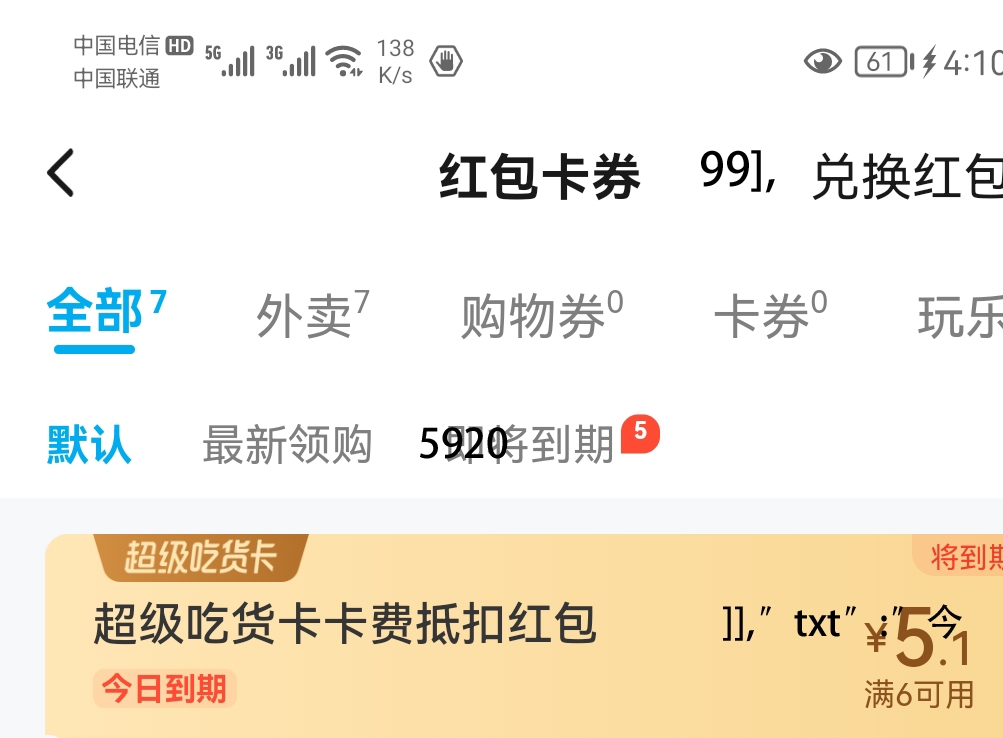 中国电信 HD 5G 3G 138 61 4:10
中国联通 K/s
红包卡券 99], 兑换红包
全部7 外卖7 购物券0 卡券0 玩乐
默认 最新领购 5920 即将到期 5
超级吃货卡 将到期
超级吃货卡卡费抵扣红包 ]],″ txt″ :″ 今 ¥5.1
今日到期 满6可用